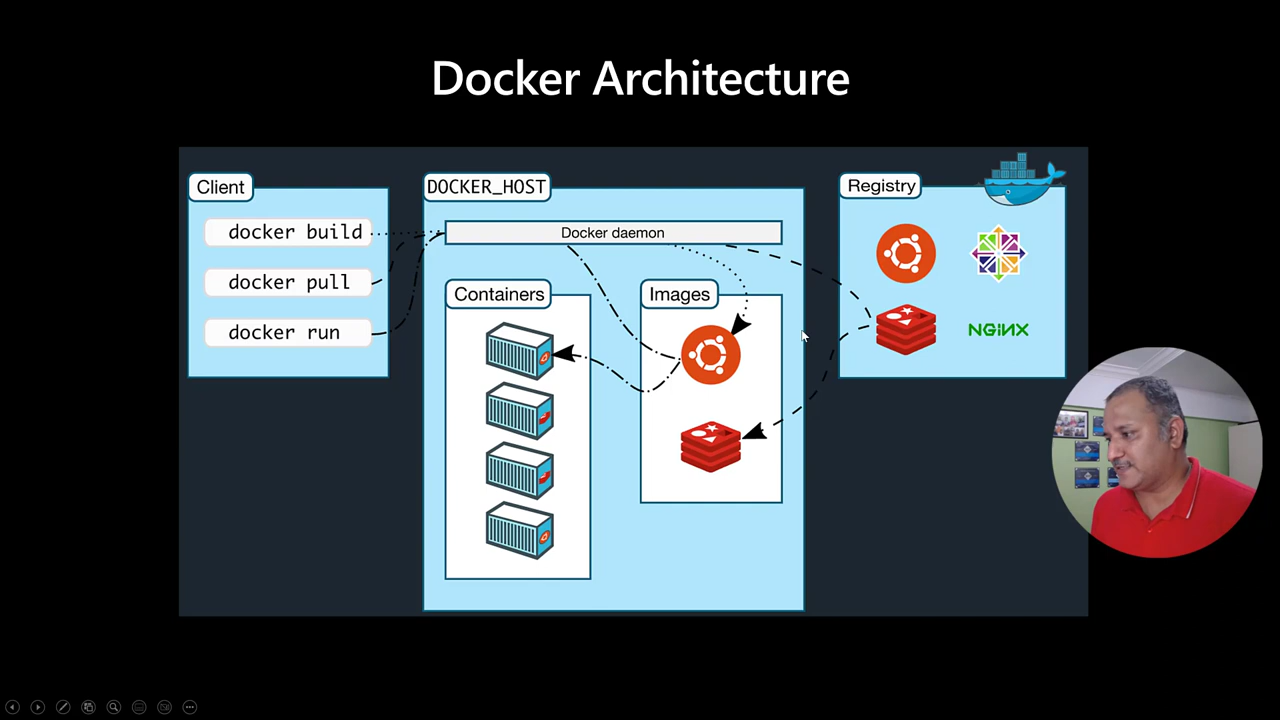 Docker Architecture
Client
docker build
docker pull
docker run
DOCKER_HOST
Docker daemon
Containers
Images
Registry
NGINX